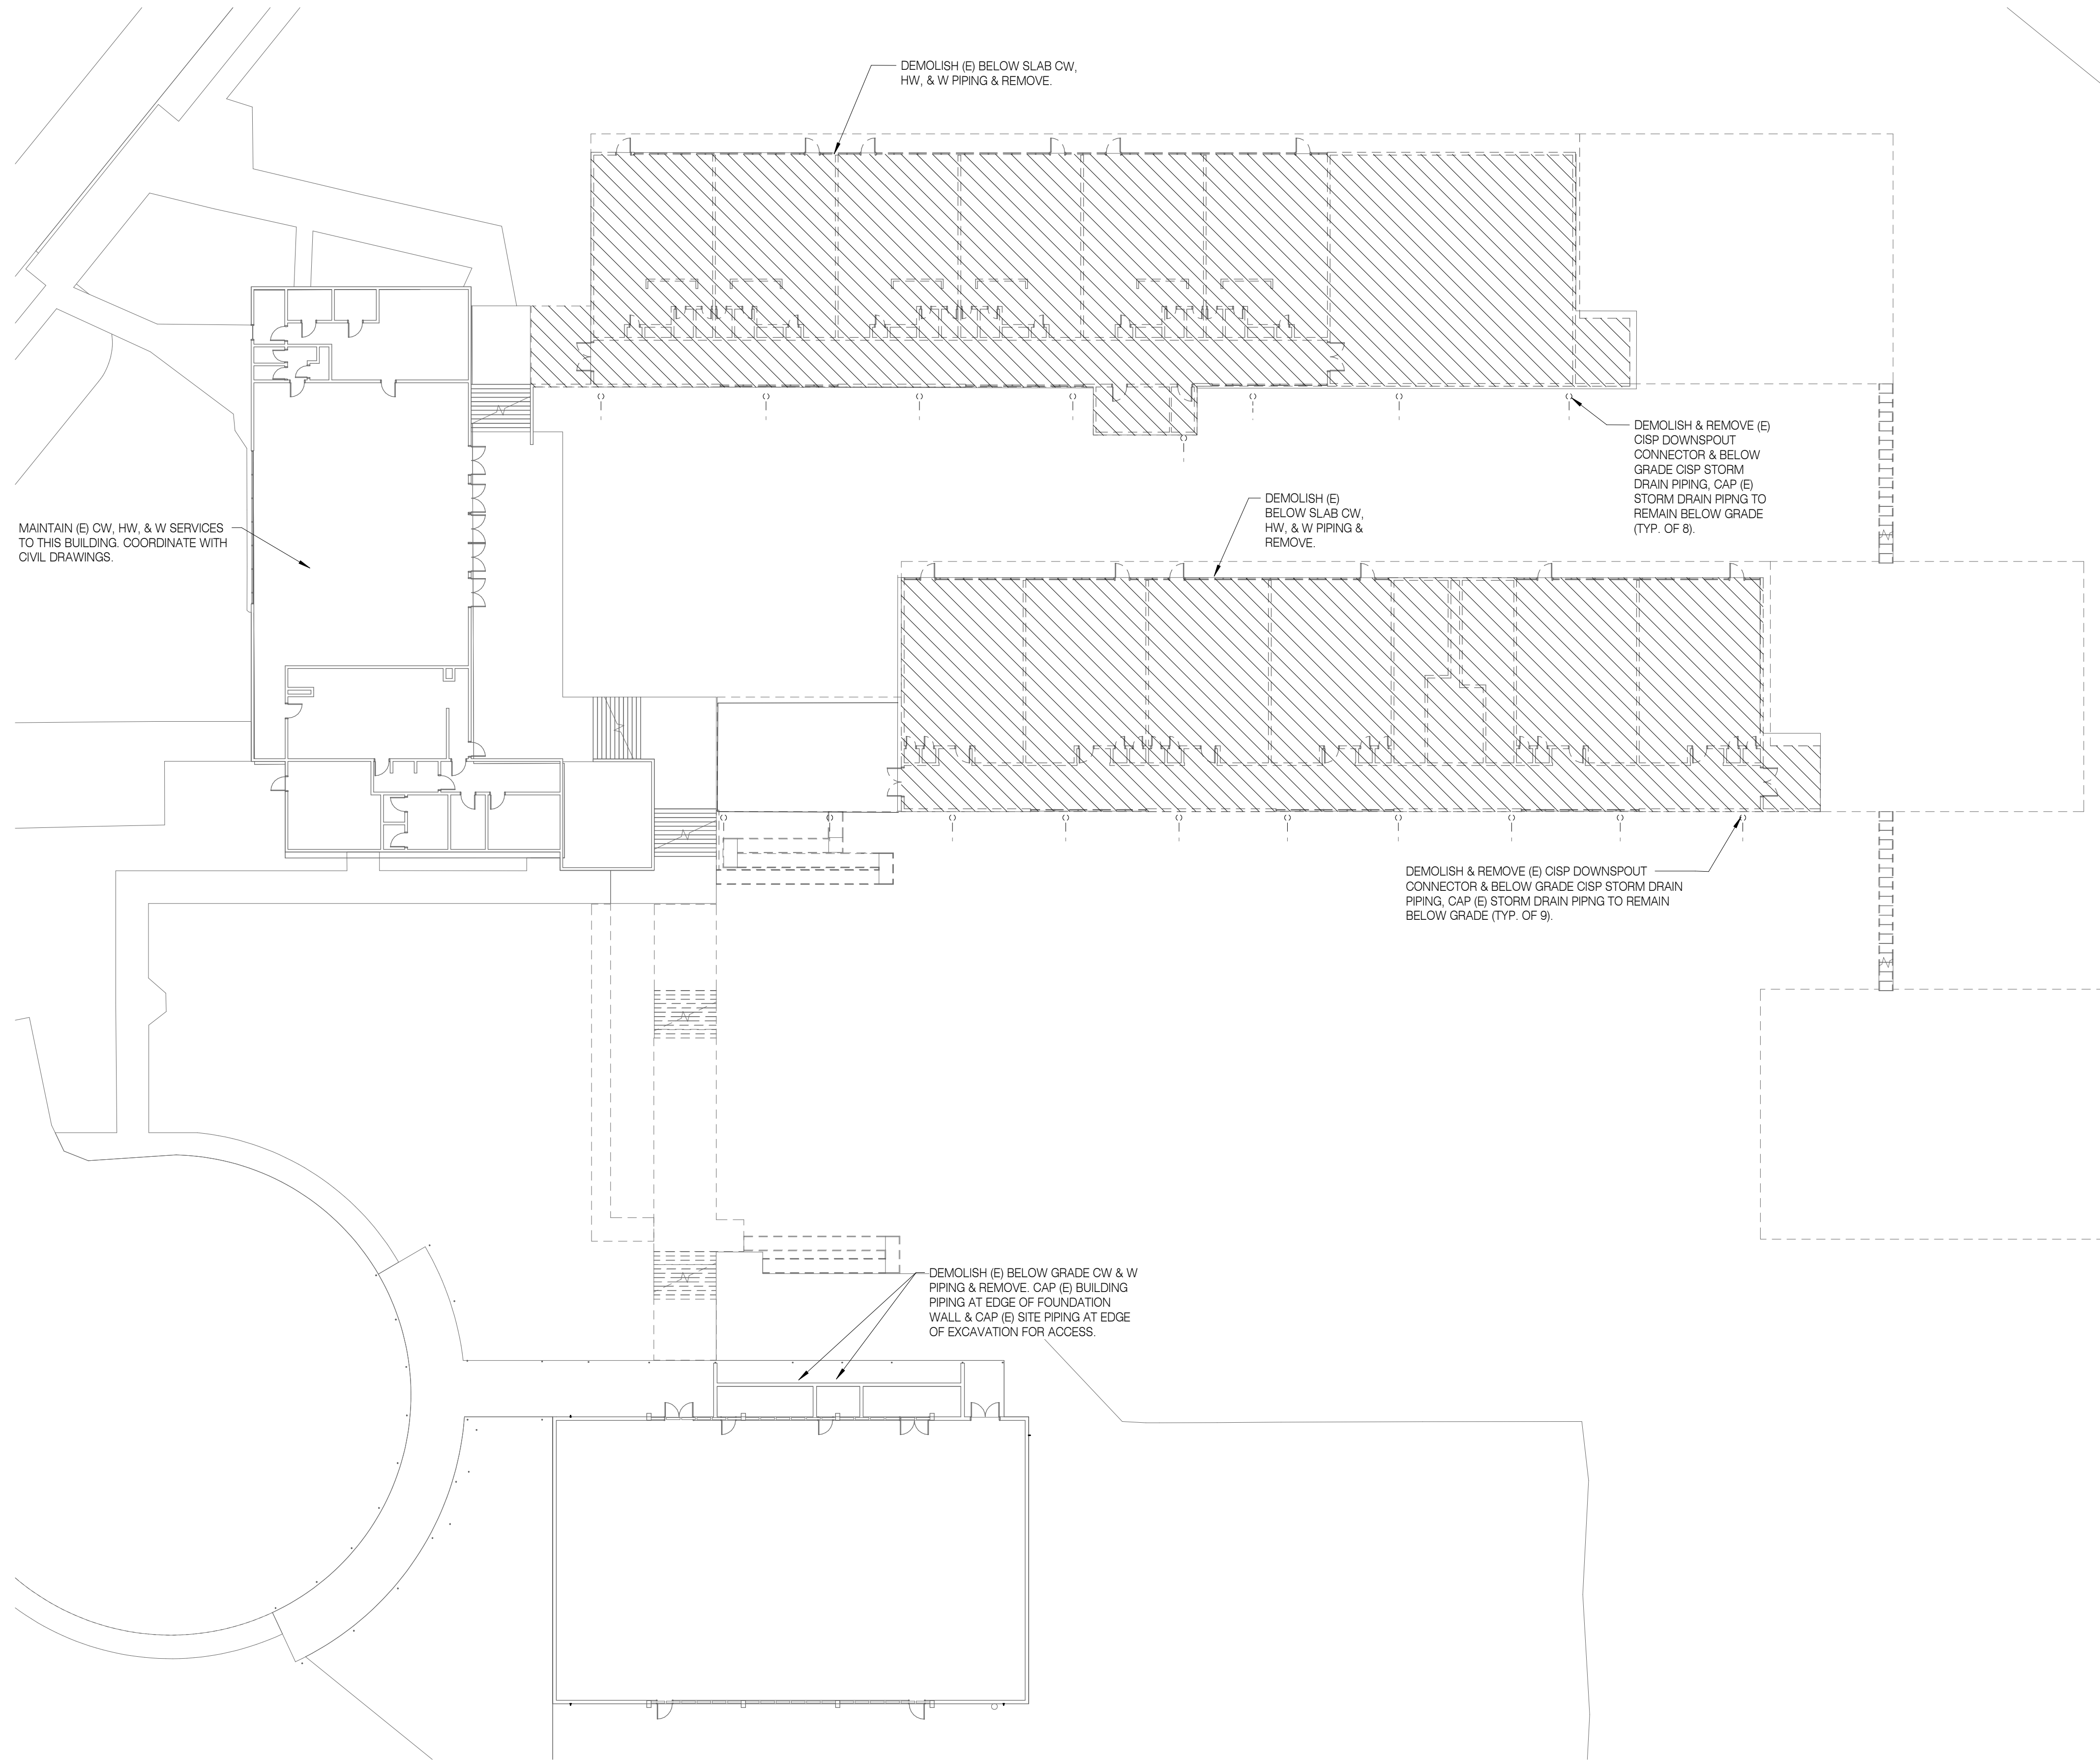 DEMOLISH (E) BELOW SLAB CW,
HW, & W PIPING & REMOVE.
DEMOLISH & REMOVE (E)
CISP DOWNSPOUT
CONNECTOR & BELOW
GRADE CISP STORM
DRAIN PIPING, CAP (E)
STORM DRAIN PIPNG TO
REMAIN BELOW GRADE
(TYP. OF 8).
DEMOLISH (E)
BELOW SLAB CW,
HW, & W PIPING &
REMOVE.
MAINTAIN (E) CW, HW, & W SERVICES
TO THIS BUILDING. COORDINATE WITH
CIVIL DRAWINGS.
DEMOLISH & REMOVE (E) CISP DOWNSPOUT
CONNECTOR & BELOW GRADE CISP STORM DRAIN
PIPING, CAP (E) STORM DRAIN PIPNG TO REMAIN
BELOW GRADE (TYP. OF 9).
DEMOLISH (E) BELOW GRADE CW & W
PIPING & REMOVE. CAP (E) BUILDING
PIPING AT EDGE OF FOUNDATION
WALL & CAP (E) SITE PIPING AT EDGE
OF EXCAVATION FOR ACCESS.